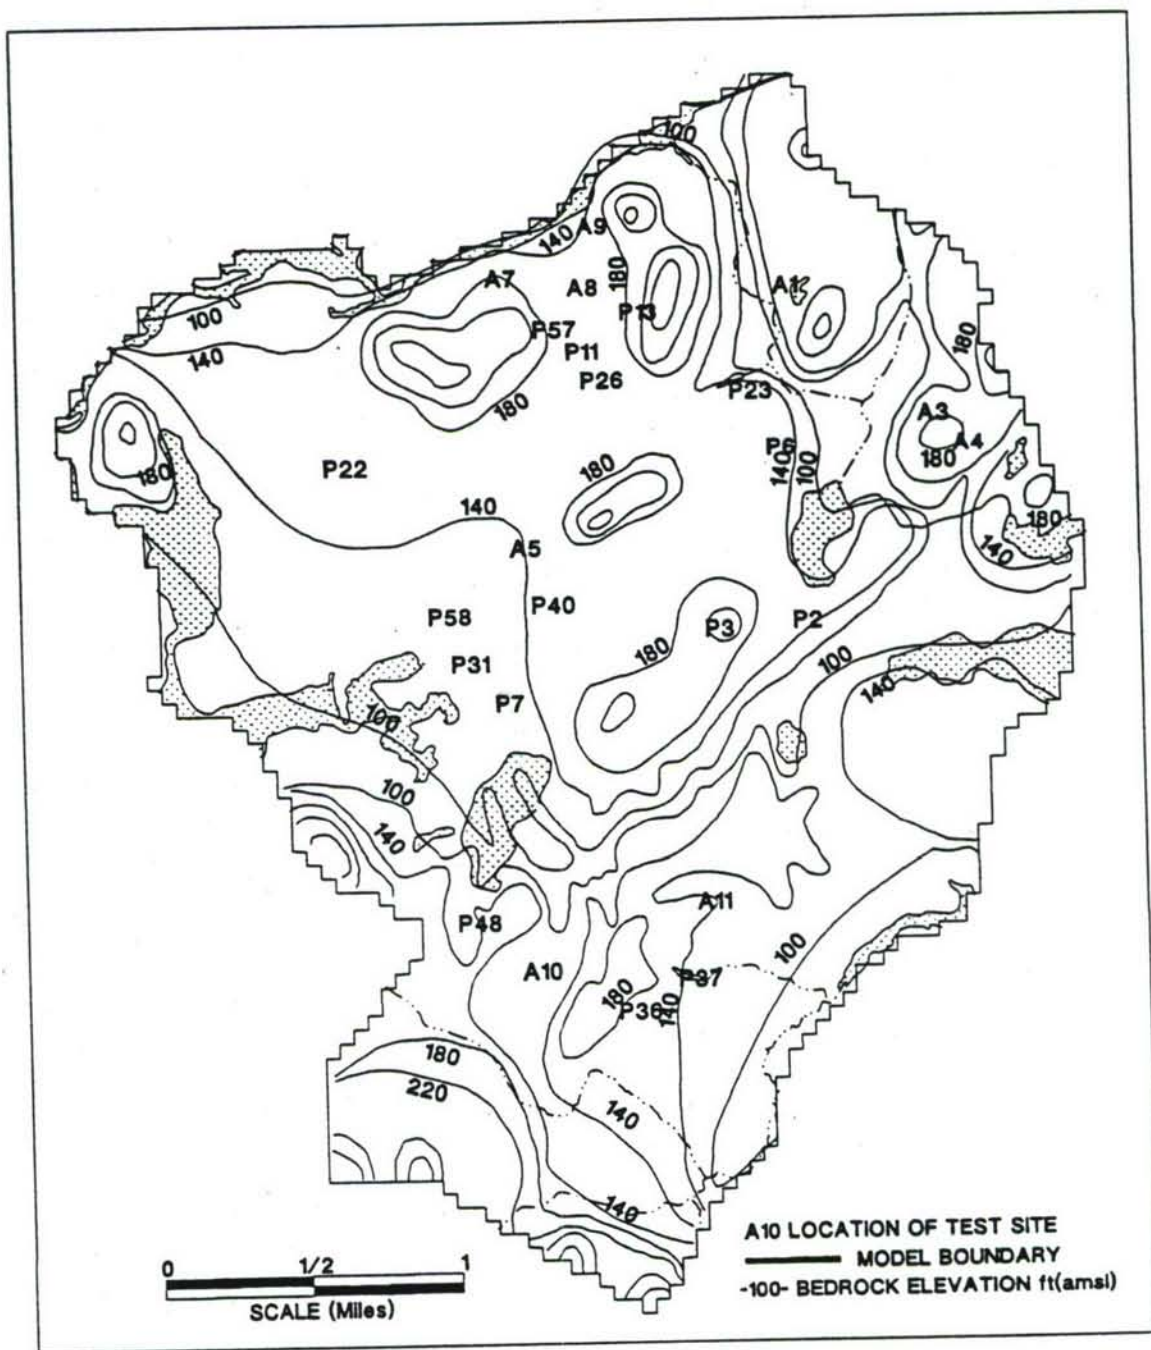 100
A9
140
180
A7
A8
A1
100
P13
P57
140
P11
180
P26
180
P23
A3
P6
A4
180
180
P22
180
140
100
140
180
A5
140
P40
P58
P3
P2
180
P31
100
140
P7
100
100
140
A11
P48
100
A10
P37
180
P36
140
180
220
140
140
A10 LOCATION OF TEST SITE
MODEL BOUNDARY
-100- BEDROCK ELEVATION ft(amsl)
0 1/2 1
SCALE (Miles)